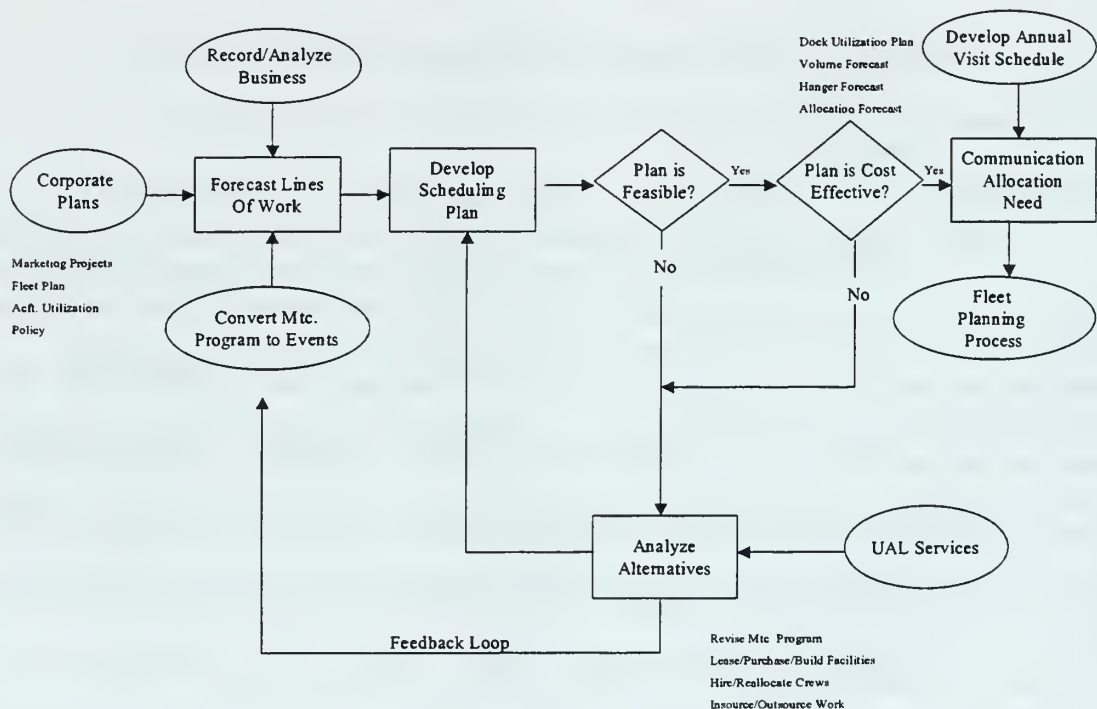 Record/Analyze
Business
Dock Utilization Plan
Volume Forecast
Hanger Forecast
Allocation Forecast
Develop Annual
Visit Schedule
Corporate
Plans
Forecast Lines
Of Work
Develop
Scheduling
Plan
Plan is
Feasible?
Yes
Plan is Cost
Effective?
Yes
Communication
Allocation
Need
Marketing Projects
Fleet Plan
Acft. Utilization
Policy
Convert Mtc.
Program to Events
No
No
Fleet
Planning
Process
Analyze
Alternatives
UAL Services
Feedback Loop
Revise Mtc Program
Lease/Purchase/Build Facilities
Hire/Reallocate Crews
Insource/Outsource Work